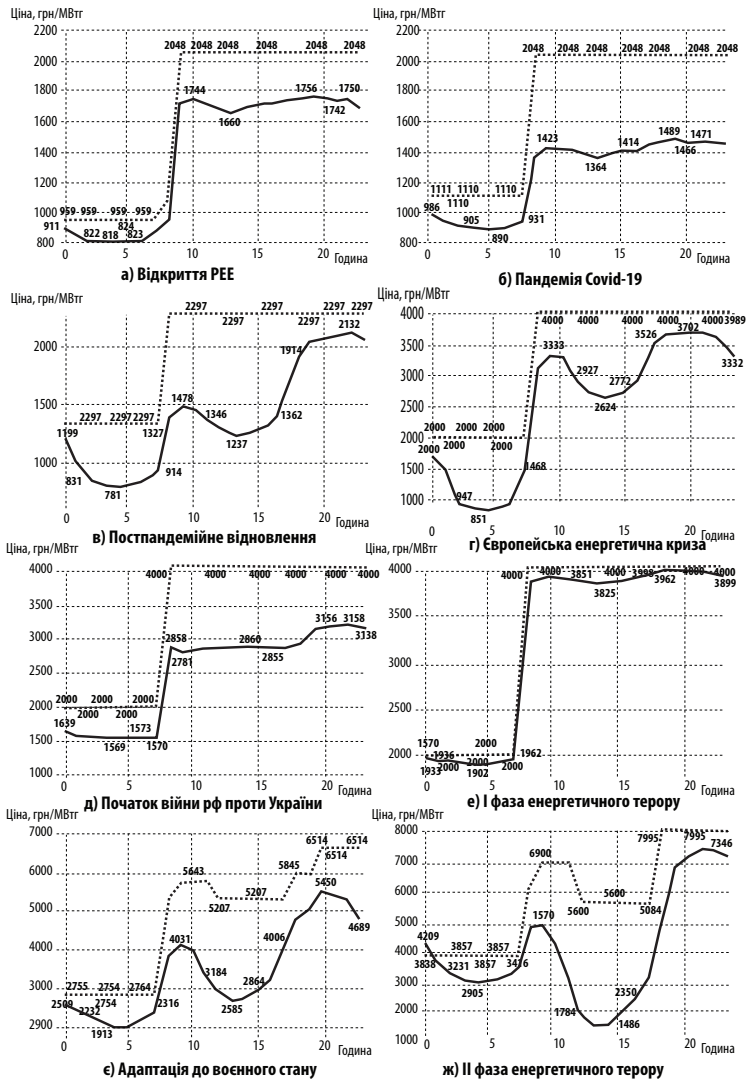 Ціна, грн/МВтг
2200
2000
1800
1600
1400
1200
1000
800
2048 2048 2048 2048 2048 2048
1744 1756 1750
1660 1742
959 959 959 959
911 824
822 818 823
0 5 10 15 20 Година
а) Відкриття РЕЕ
Ціна, грн/МВтг
2200
2000
1800
1600
1400
1200
1000
800
2048 2048 2048 2048 2048 2048 2048
1423 1414 1489 1471
1364 1466
1111 1110 1110
1110
986 905 931
890
0 5 10 15 20 Година
б) Пандемія Covid-19
Ціна, грн/МВтг
2000
1500
1000
2297 2297 2297 2297
2297 2297
2132
1914
1478 1346 1362
1237
2297 2297 2297
1199 1327
831 914
781
0 5 10 15 20 Година
в) Постпандемійне відновлення
Ціна, грн/МВтг
4000
3500
3000
2500
2000
1500
1000
4000 4000 4000 4000 4000 3989
3526 3702
3333 3332
2927
2772
2624
2000 2000 2000
2000 2000
2000
1468
947
851
0 5 10 15 20 Година
г) Європейська енергетична криза
Ціна, грн/МВтг
4000
3500
3000
2500
2000
1500
1000
4000 4000 4000 4000 4000 4000
3156 3158
3138
2858 2860
2781 2855
2000 2000 2000
2000 2000
1639 1573
1569 1570
0 5 10 15 20 Година
д) Початок війни рф проти України
Ціна, грн/МВтг
4000
3000
3000
2000
4000 4000 3851 4000 3998 4000 4000
3825 3962 3899
1570 2000 1962
1936
1933 2000 2000 2000
1902
0 5 10 15 20 Година
е) І фаза енергетичного терору
Ціна, грн/МВтг
7000
6000
5000
4000
3000
2900
6514 6514
6514
5643 5845
5207 5207
5450
4689
4031 4006
3184 2864
2585
2755 2754 2764
2754
2509 2232 2316
1913
0 5 10 15 20 Година
є) Адаптація до воєнного стану
Ціна, грн/МВтг
8000
7000
6000
5000
4000
3000
2000
1000
7995 7995
7346
6900
5600 5600
5084
4209 3857 3857
3838 3231 3857 3416
2905
1570
1784 2350
1486
0 5 10 15 20 Година
ж) ІІ фаза енергетичного терору